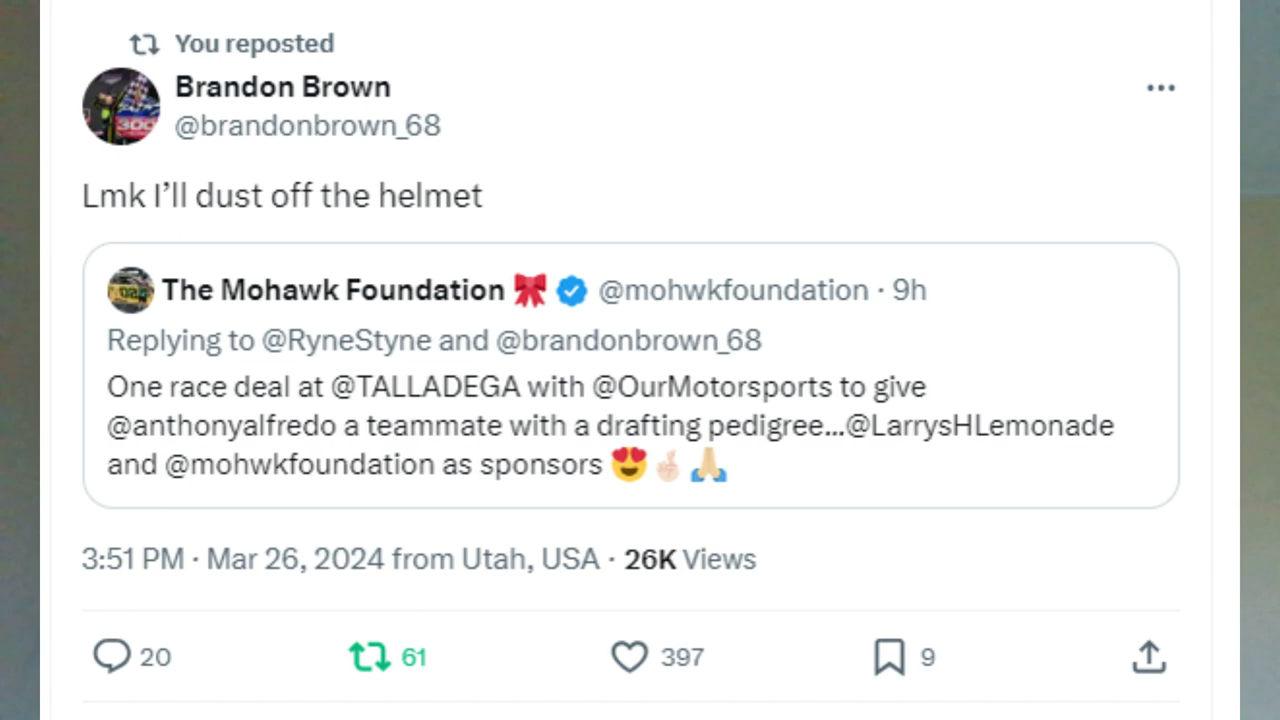 You reposted
Brandon Brown
@brandonbrown_68
Lmk I’ll dust off the helmet
The Mohawk Foundation 🎀 @mohwkfoundation · 9h
Replying to @RyneStyne and @brandonbrown_68
One race deal at @TALLADEGA with @OurMotorsports to give
@anthonyalfredo a teammate with a drafting pedigree...@LarrysHLemonade
and @mohwkfoundation as sponsors 😍🤞🏻🙏🏼
3:51 PM · Mar 26, 2024 from Utah, USA · 26K Views
20 61 397 9